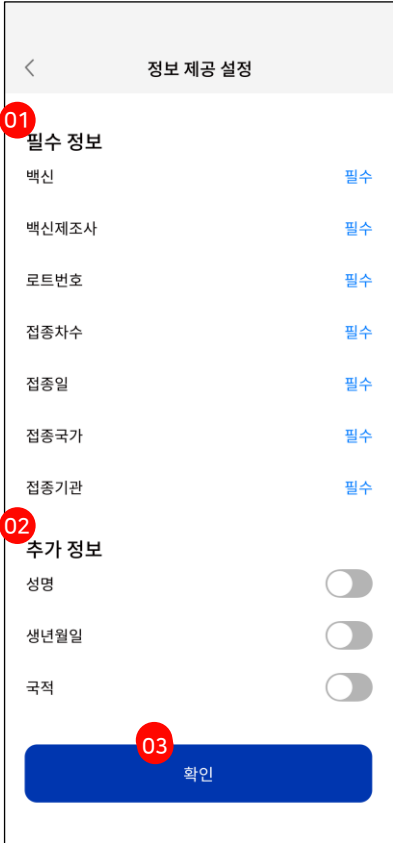 정보 제공 설정
01
필수 정보
백신 필수
백신제조사 필수
로트번호 필수
접종차수 필수
접종일 필수
접종국가 필수
접종기관 필수
02
추가 정보
성명
생년월일
국적
03
확인